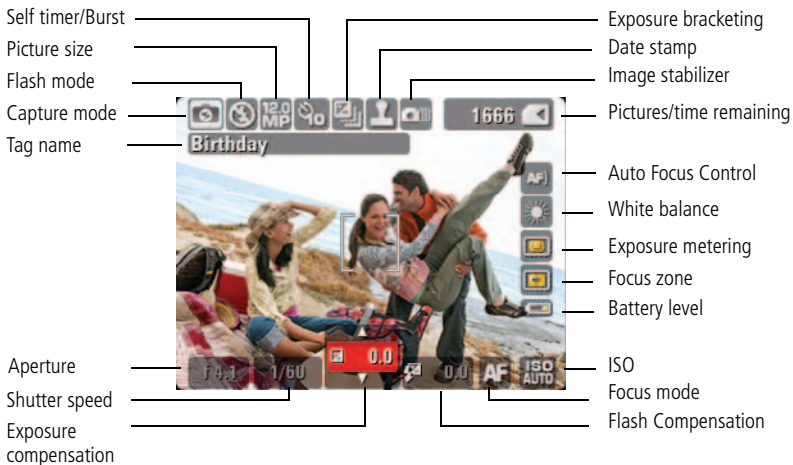 Self timer/Burst
Picture size
Flash mode
Capture mode
Tag name
Exposure bracketing
Date stamp
Image stabilizer
Pictures/time remaining
12.0
MP
10
1666
Birthday
AF
Auto Focus Control
White balance
Exposure metering
Focus zone
Battery level
Aperture
Shutter speed
Exposure
compensation
f 4.1
1/60
0.0
0.0
AF
ISO
AUTO
ISO
Focus mode
Flash Compensation